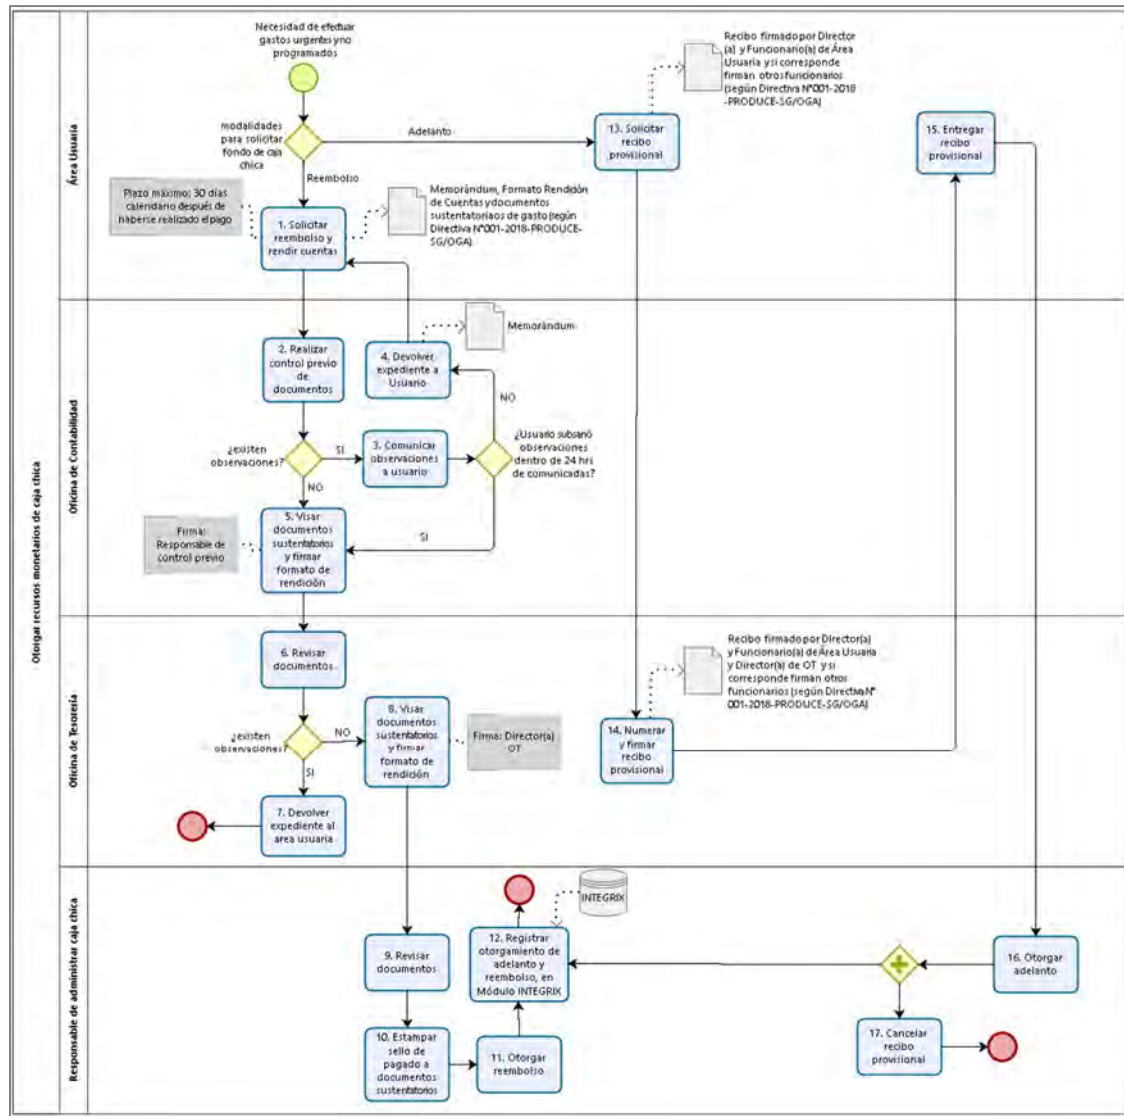 Otorgar recursos monetarios de caja chica
Área Usuaria
Necesidad de efectuar
gastos urgentes y no
programados
modalidades
para solicitar
fondo de caja
chica
Adelanto
Reembolso
Plazo máximo: 30 días
calendario después de
haberse realizado el pago
1. Solicitar
reembolso y
rendir cuentas
Memorándum, Formato Rendición
de Cuentas y documentos
sustentatoriaos de gasto (según
Directiva N°001-2018-PRODUCE-
SG/OGA)
13. Solicitar
recibo
provisional
Recibo firmado por Director
(a) y Funcionario(a) de Área
Usuaria y si corresponde
firman otros funcionarios
(según Directiva N°001-2018
-PRODUCE-SG/OGA)
15. Entregar
recibo
provisional
Oficina de Contabilidad
2. Realizar
control previo
de
documentos
4. Devolver
expediente a
Usuario
Memorándum
NO
¿existen
observaciones?
SI
3. Comunicar
observaciones
a usuario
¿Usuario subsanó
observaciones
dentro de 24 hrs
de comunicadas?
NO
SI
Firma:
Responsable de
control previo
5. Visar
documentos
sustentatorios
y firmar
formato de
rendición
Oficina de Tesorería
6. Revisar
documentos
¿existen
observaciones?
NO
SI
8. Visar
documentos
sustentatorios
y firmar
formato de
rendición
Firma: Director(a)
OT
7. Devolver
expediente al
area usuaria
14. Numerar
y firmar
recibo
provisional
Recibo firmado por Director(a)
y Funcionario(a) de Área Usuaria
y Director(a) de OT y si
corresponde firman otros
funcionarios (según Directiva N°
001-2018-PRODUCE-SG/OGA)
Responsable de administrar caja chica
9. Revisar
documentos
10. Estampar
sello de
pagado a
documentos
sustentatorios
11. Otorgar
reembolso
12. Registrar
otorgamiento de
adelanto y
reembolso, en
Módulo INTEGRIX
INTEGRIX
16. Otorgar
adelanto
17. Cancelar
recibo
provisional